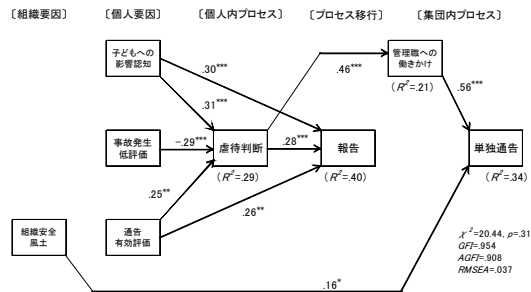 〔組織要因〕 〔個人要因〕 〔個人内プロセス〕 〔プロセス移行〕 〔集団内プロセス〕
子どもへの
影響認知
管理職への
働きかけ
.46***
(R²=.21)
.30***
.56***
.31***
事故発生
低評価
-.29***
虐待判断
.28***
報告
単独通告
(R²=.29)
(R²=.40)
(R²=.34)
.25**
.26**
組織安全
風土
通告
有効評価
χ²=20.44, p=.31
GFI=.954
AGFI=.908
RMSEA=.037
.16*